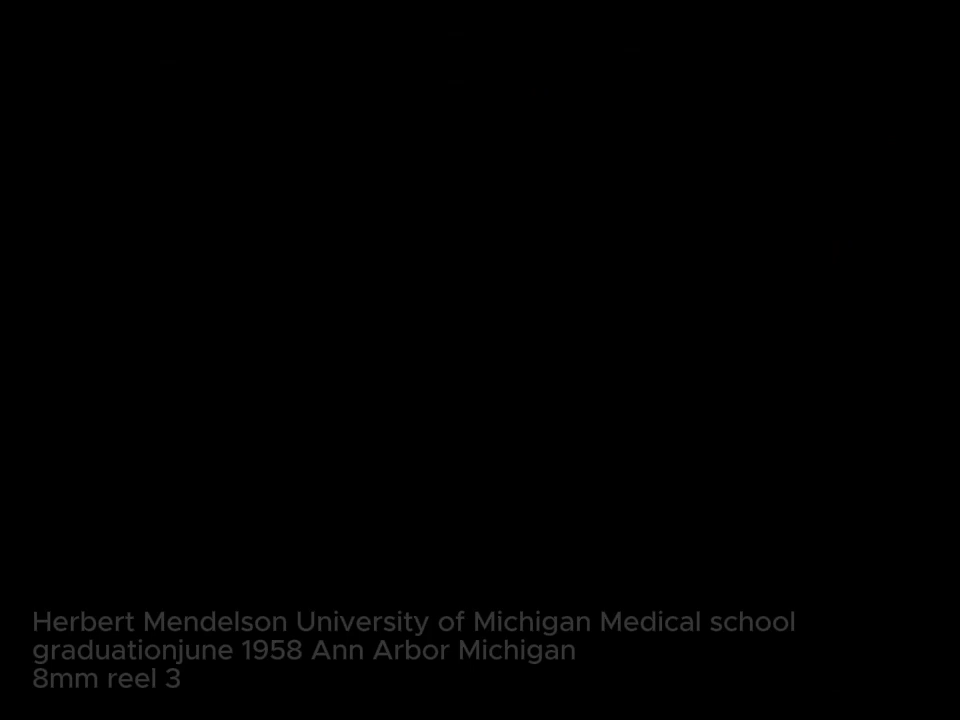 Herbert Mendelson University of Michigan Medical school
graduationjune 1958 Ann Arbor Michigan
8mm reel 3